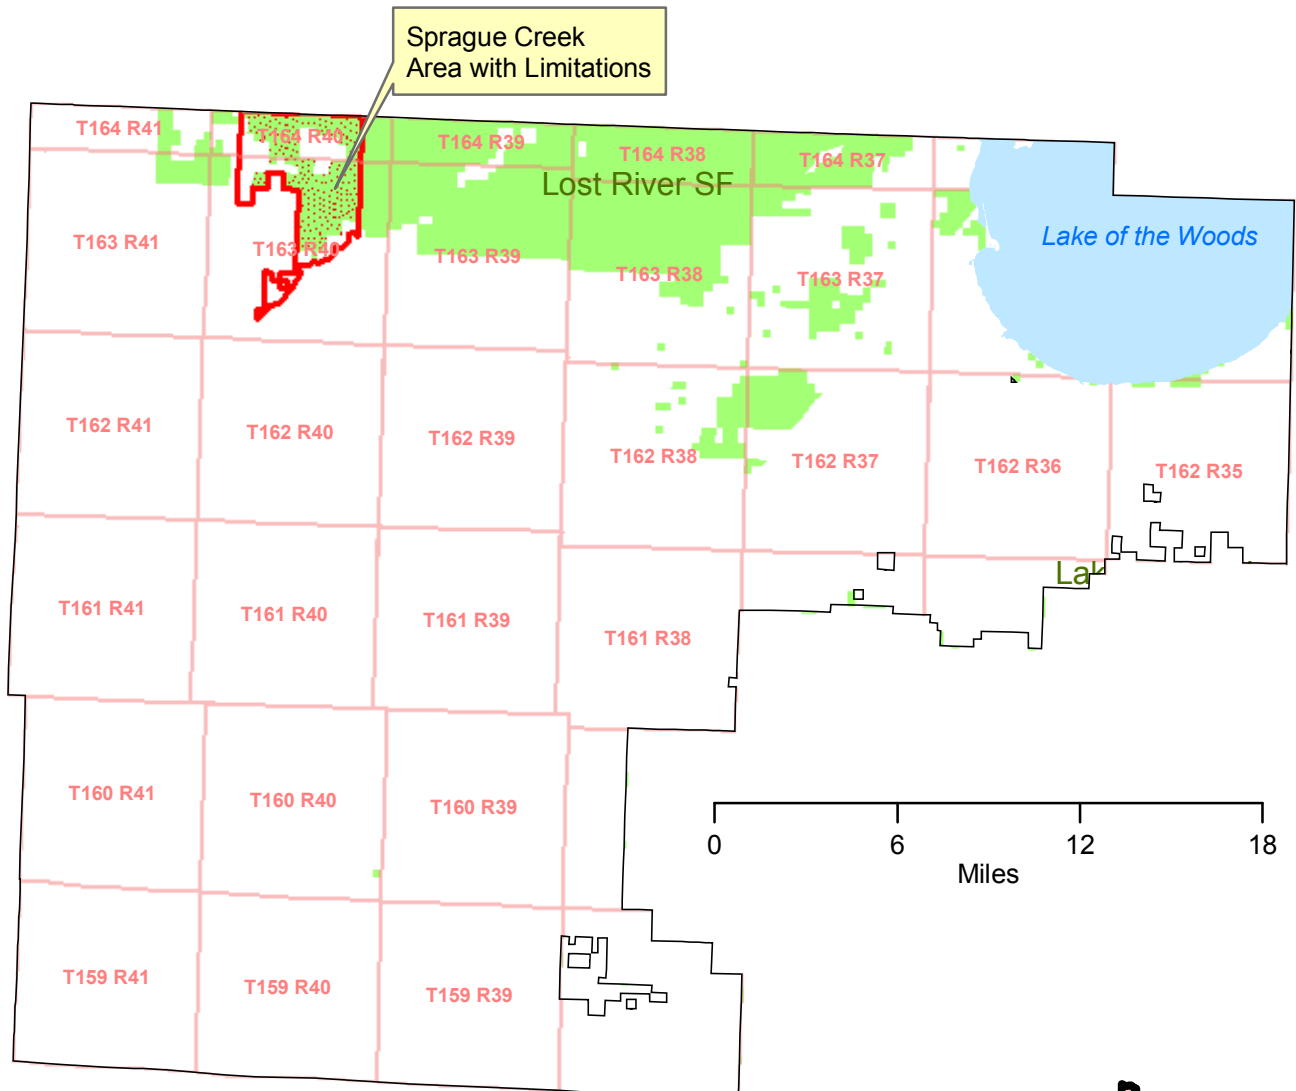 Sprague Creek
Area with Limitations
T164 R41
T164 R40
T164 R39
T164 R38
T164 R37
Lost River SF
Lake of the Woods
T163 R41
T163 R40
T163 R39
T163 R38
T163 R37
T162 R41
T162 R40
T162 R39
T162 R38
T162 R37
T162 R36
T162 R35
Lak
T161 R41
T161 R40
T161 R39
T161 R38
T160 R41
T160 R40
T160 R39
0 6 12 18
Miles
T159 R41
T159 R40
T159 R39